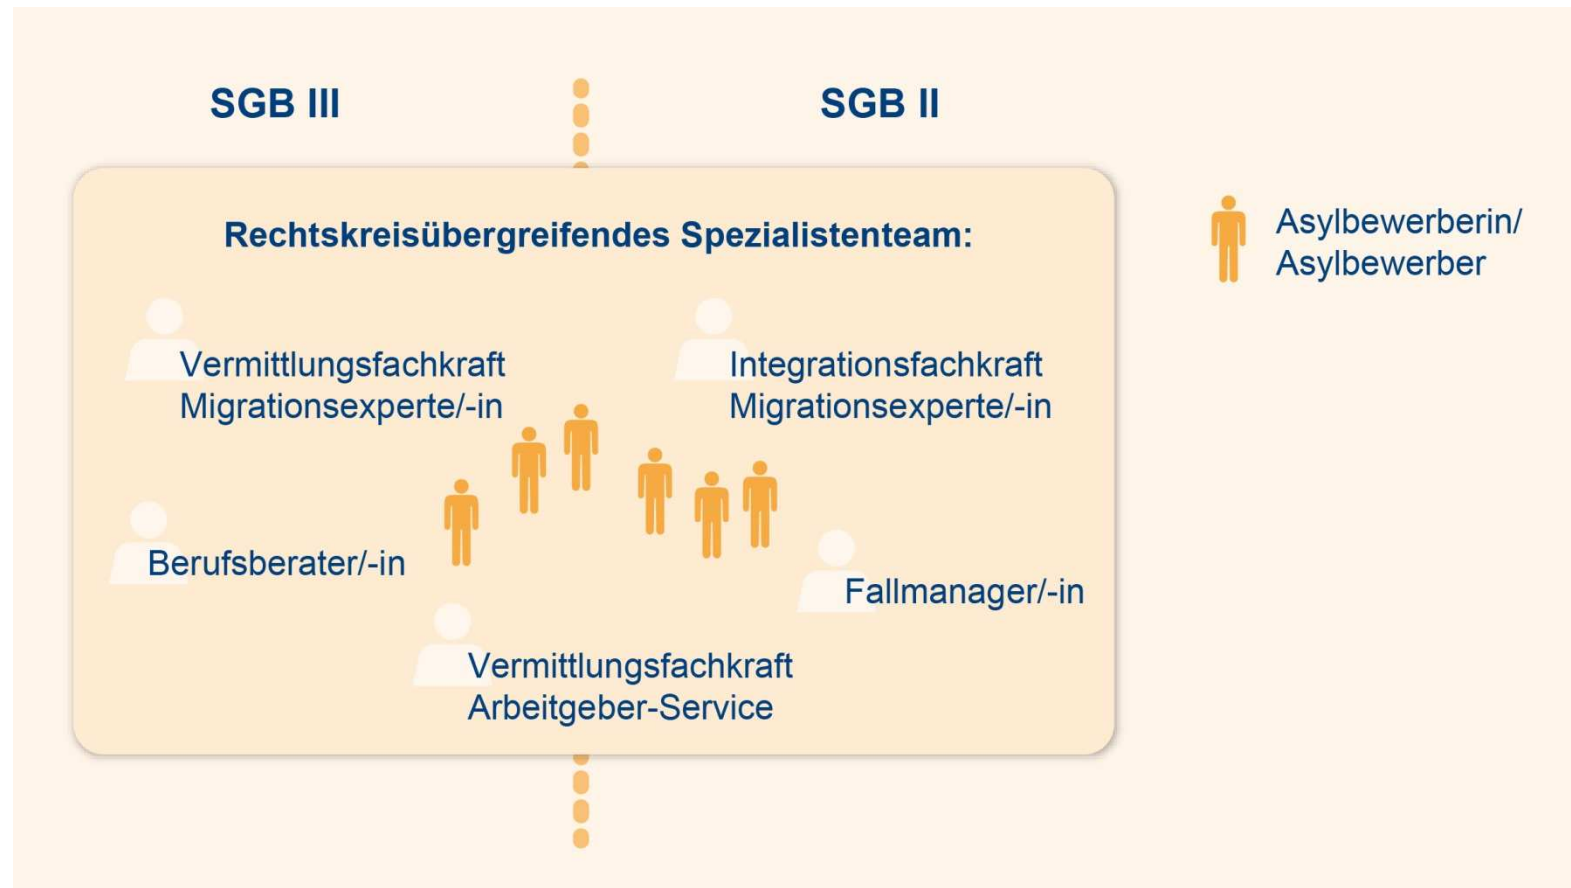 SGB III
SGB II
Rechtskreisübergreifendes Spezialistenteam:
Vermittlungsfachkraft
Migrationsexperte/-in
Integrationsfachkraft
Migrationsexperte/-in
Berufsberater/-in
Fallmanager/-in
Vermittlungsfachkraft
Arbeitgeber-Service
Asylbewerberin/
Asylbewerber